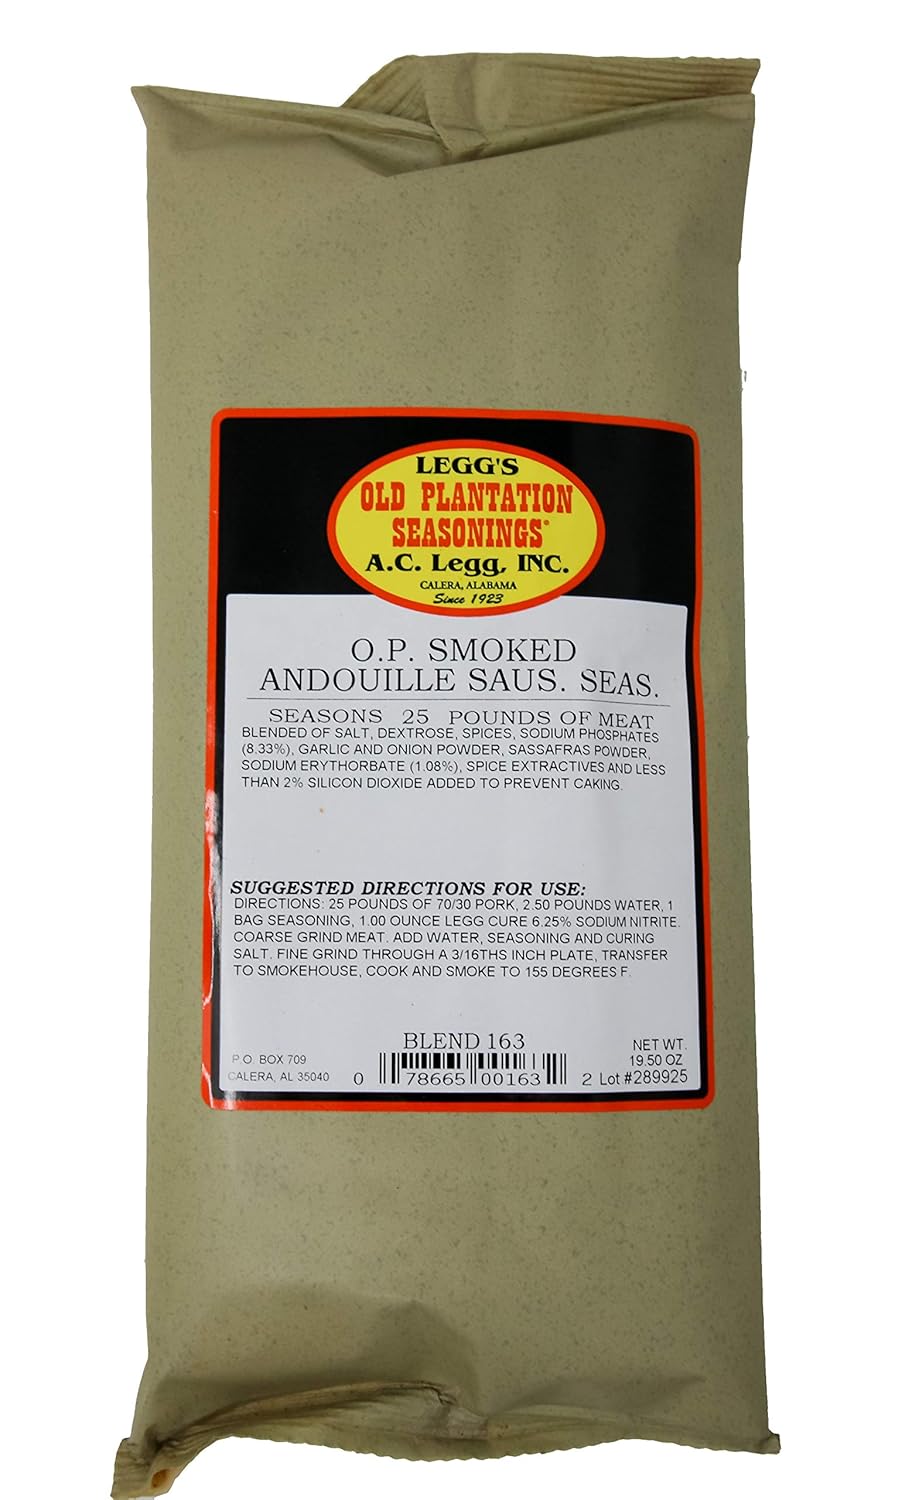 LEGG'S
OLD PLANTATION
SEASONINGS®
A.C. Legg, INC.
CALERA, ALABAMA
Since 1923
O.P. SMOKED
ANDOUILLE SAUS. SEAS.
SEASONS 25 POUNDS OF MEAT
BLENDED OF SALT, DEXTROSE, SPICES, SODIUM PHOSPHATES
(8.33%), GARLIC AND ONION POWDER, SASSAFRAS POWDER,
SODIUM ERYTHORBATE (1.08%), SPICE EXTRACTIVES AND LESS
THAN 2% SILICON DIOXIDE ADDED TO PREVENT CAKING.
SUGGESTED DIRECTIONS FOR USE:
DIRECTIONS: 25 POUNDS OF 70/30 PORK, 2.50 POUNDS WATER, 1
BAG SEASONING, 1.00 OUNCE LEGG CURE 6.25% SODIUM NITRITE.
COARSE GRIND MEAT. ADD WATER, SEASONING AND CURING
SALT. FINE GRIND THROUGH A 3/16THS INCH PLATE, TRANSFER
TO SMOKEHOUSE, COOK AND SMOKE TO 155 DEGREES F.
BLEND 163
NET WT.
P.O. BOX 709 19.50 OZ
CALERA, AL 35040 0 78665 00163 2 Lot #289925